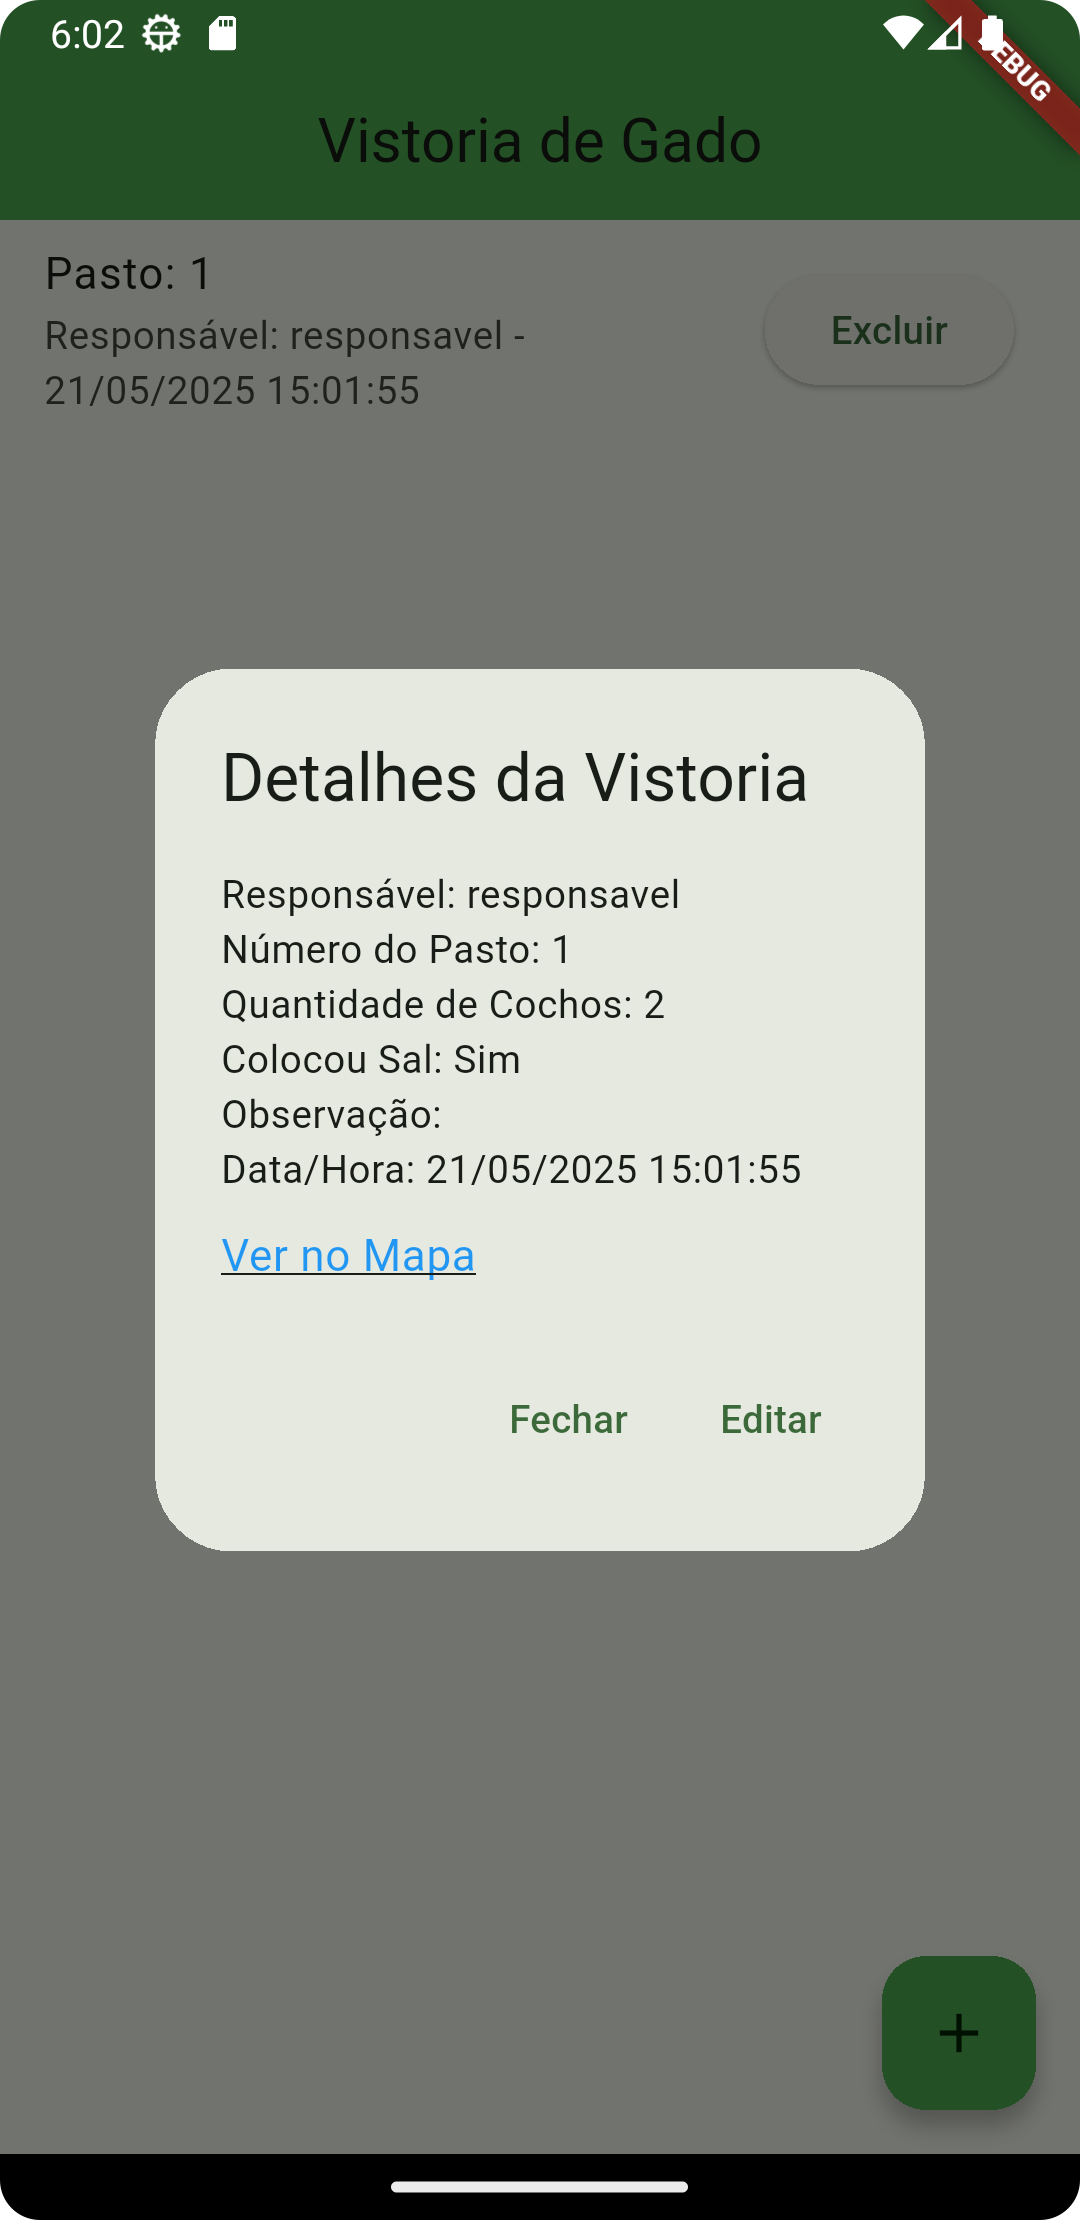 6:02
EBUG
Vistoria de Gado
Pasto: 1
Responsável: responsavel -
21/05/2025 15:01:55
Excluir
Detalhes da Vistoria
Responsável: responsavel
Número do Pasto: 1
Quantidade de Cochos: 2
Colocou Sal: Sim
Observação:
Data/Hora: 21/05/2025 15:01:55
Ver no Mapa
Fechar
Editar